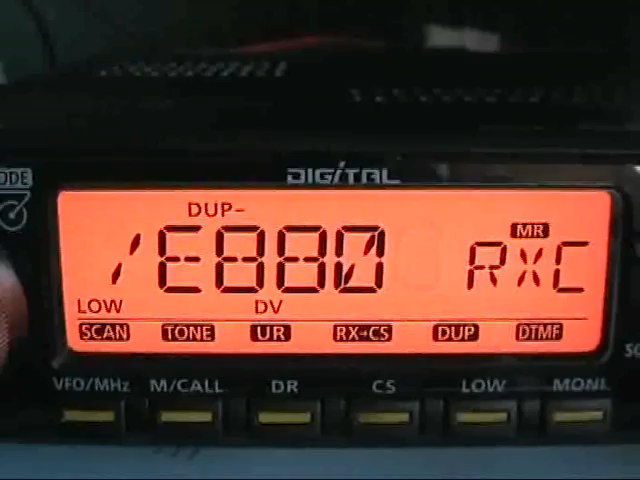 ODE
DIGITAL
DUP-
MR
/E880 RXC
LOW DV
SCAN TONE UR RX→CS DUP DTMF
VFO/MHz M/CALL DR CS LOW MONI